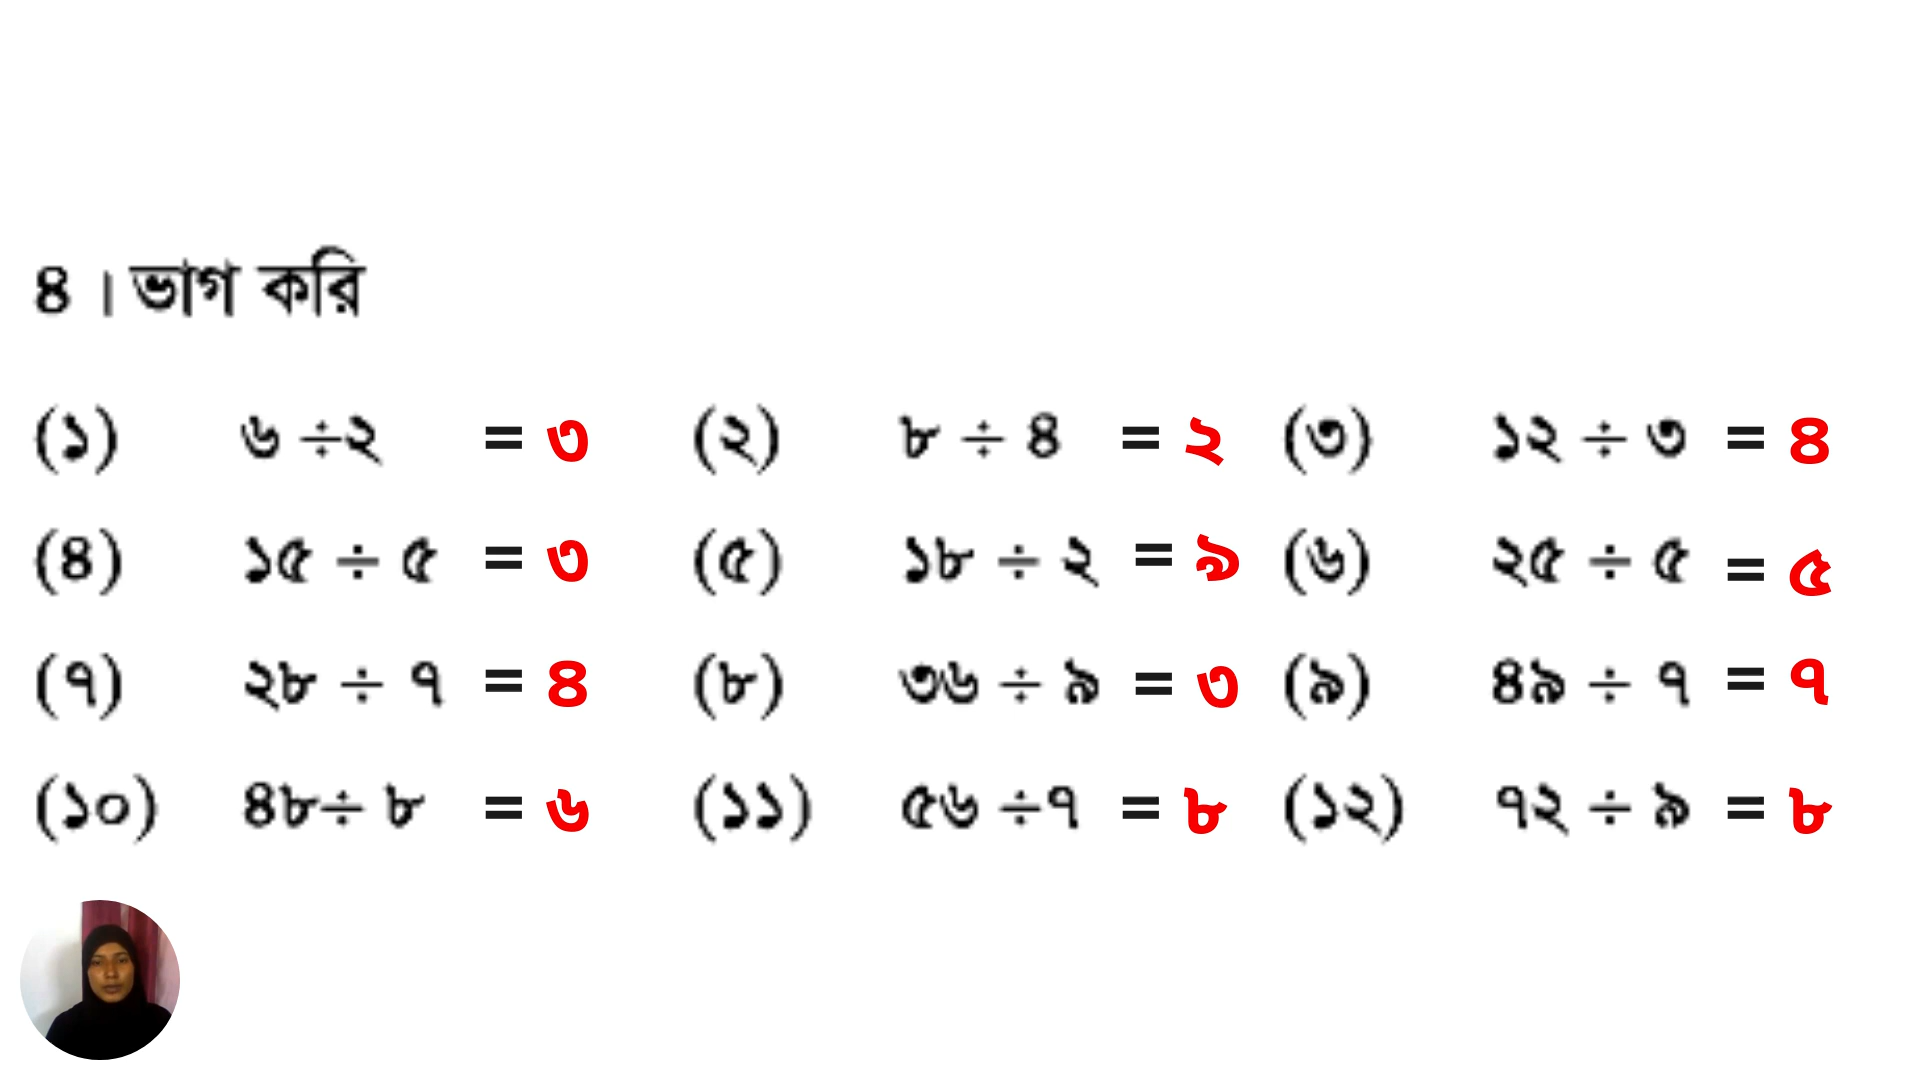 ৪। ভাগ করি
(১) ৬ ÷২ = ৩ (২) ৮ ÷ ৪ = ২ (৩) ১২ ÷ ৩ = ৪
(৪) ১৫ ÷ ৫ = ৩ (৫) ১৮ ÷ ২ = ৯ (৬) ২৫ ÷ ৫ = ৫
(৭) ২৮ ÷ ৭ = ৪ (৮) ৩৬ ÷ ৯ = ৩ (৯) ৪৯ ÷ ৭ = ৭
(১০) ৪৮÷ ৮ = ৬ (১১) ৫৬ ÷৭ = ৮ (১২) ৭২ ÷ ৯ = ৮